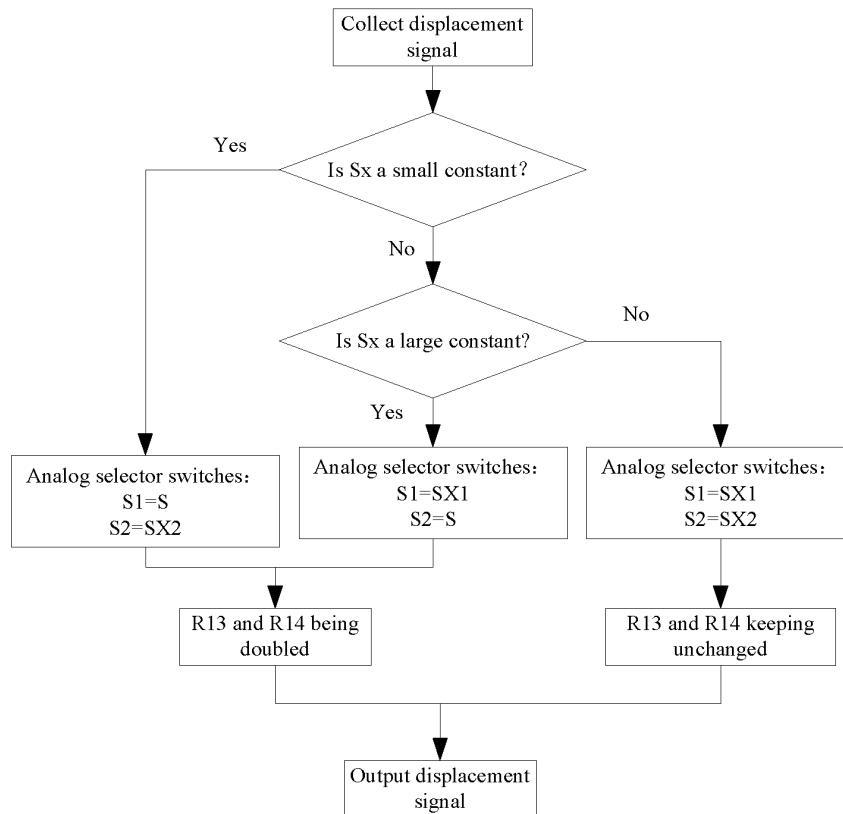 Collect displacement
signal
Yes
Is Sx a small constant？
No
Is Sx a large constant?
No
Yes
Analog selector switches：
S1=S
S2=SX2
Analog selector switches：
S1=SX1
S2=S
Analog selector switches：
S1=SX1
S2=SX2
R13 and R14 being
doubled
R13 and R14 keeping
unchanged
Output displacement
signal